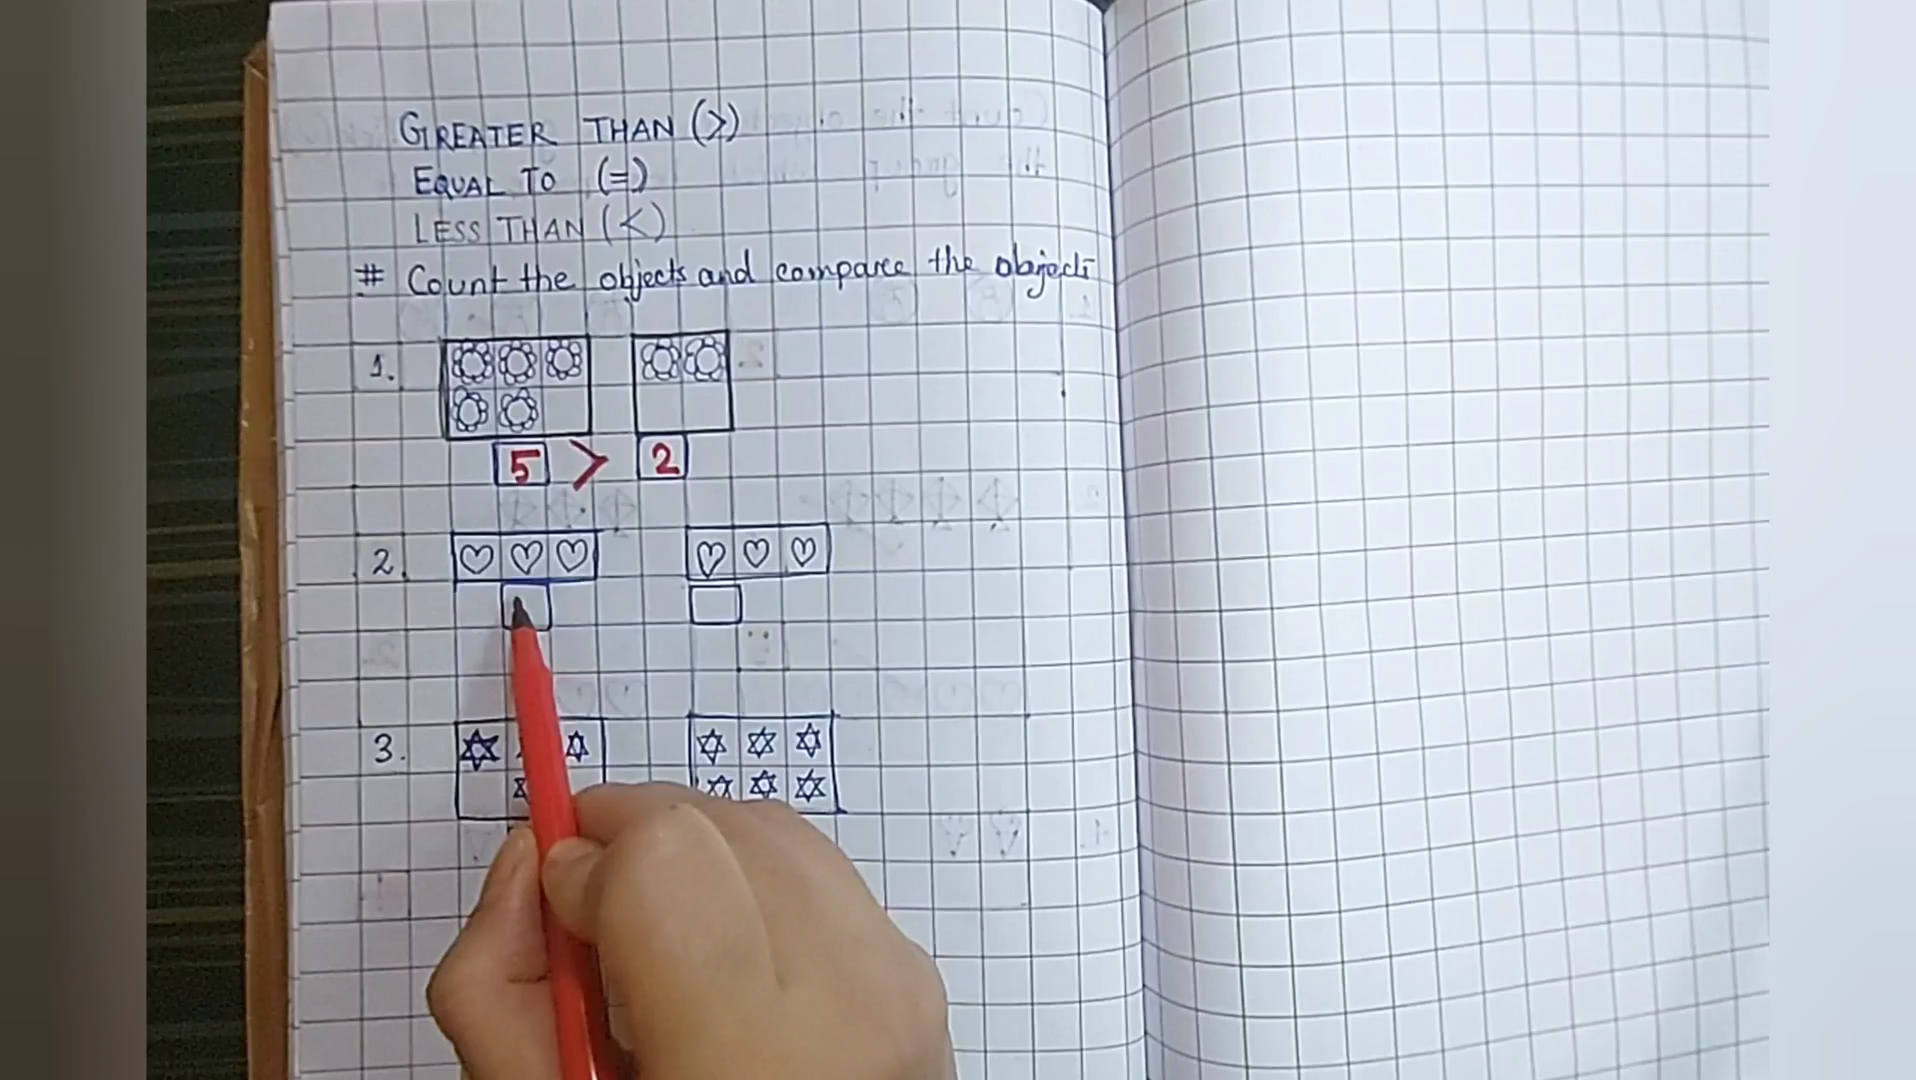 GREATER THAN (>)
EQUAL TO (=)
LESS THAN (<)
# Count the objects and compare the objects
1.
5 > 2
2.
3.